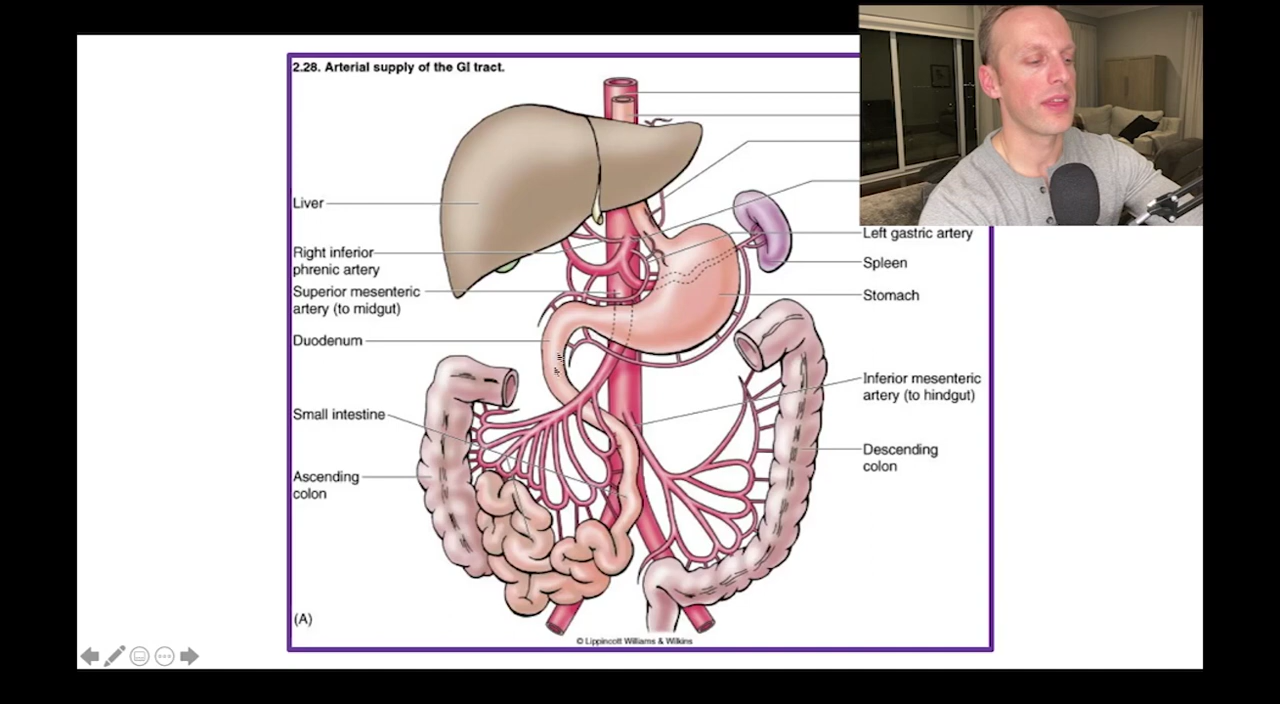 2.28. Arterial supply of the GI tract.
Liver
Right inferior
phrenic artery
Superior mesenteric
artery (to midgut)
Duodenum
Small intestine
Ascending
colon
Left gastric artery
Spleen
Stomach
Inferior mesenteric
artery (to hindgut)
Descending
colon
(A)
© Lippincott Williams & Wilkins